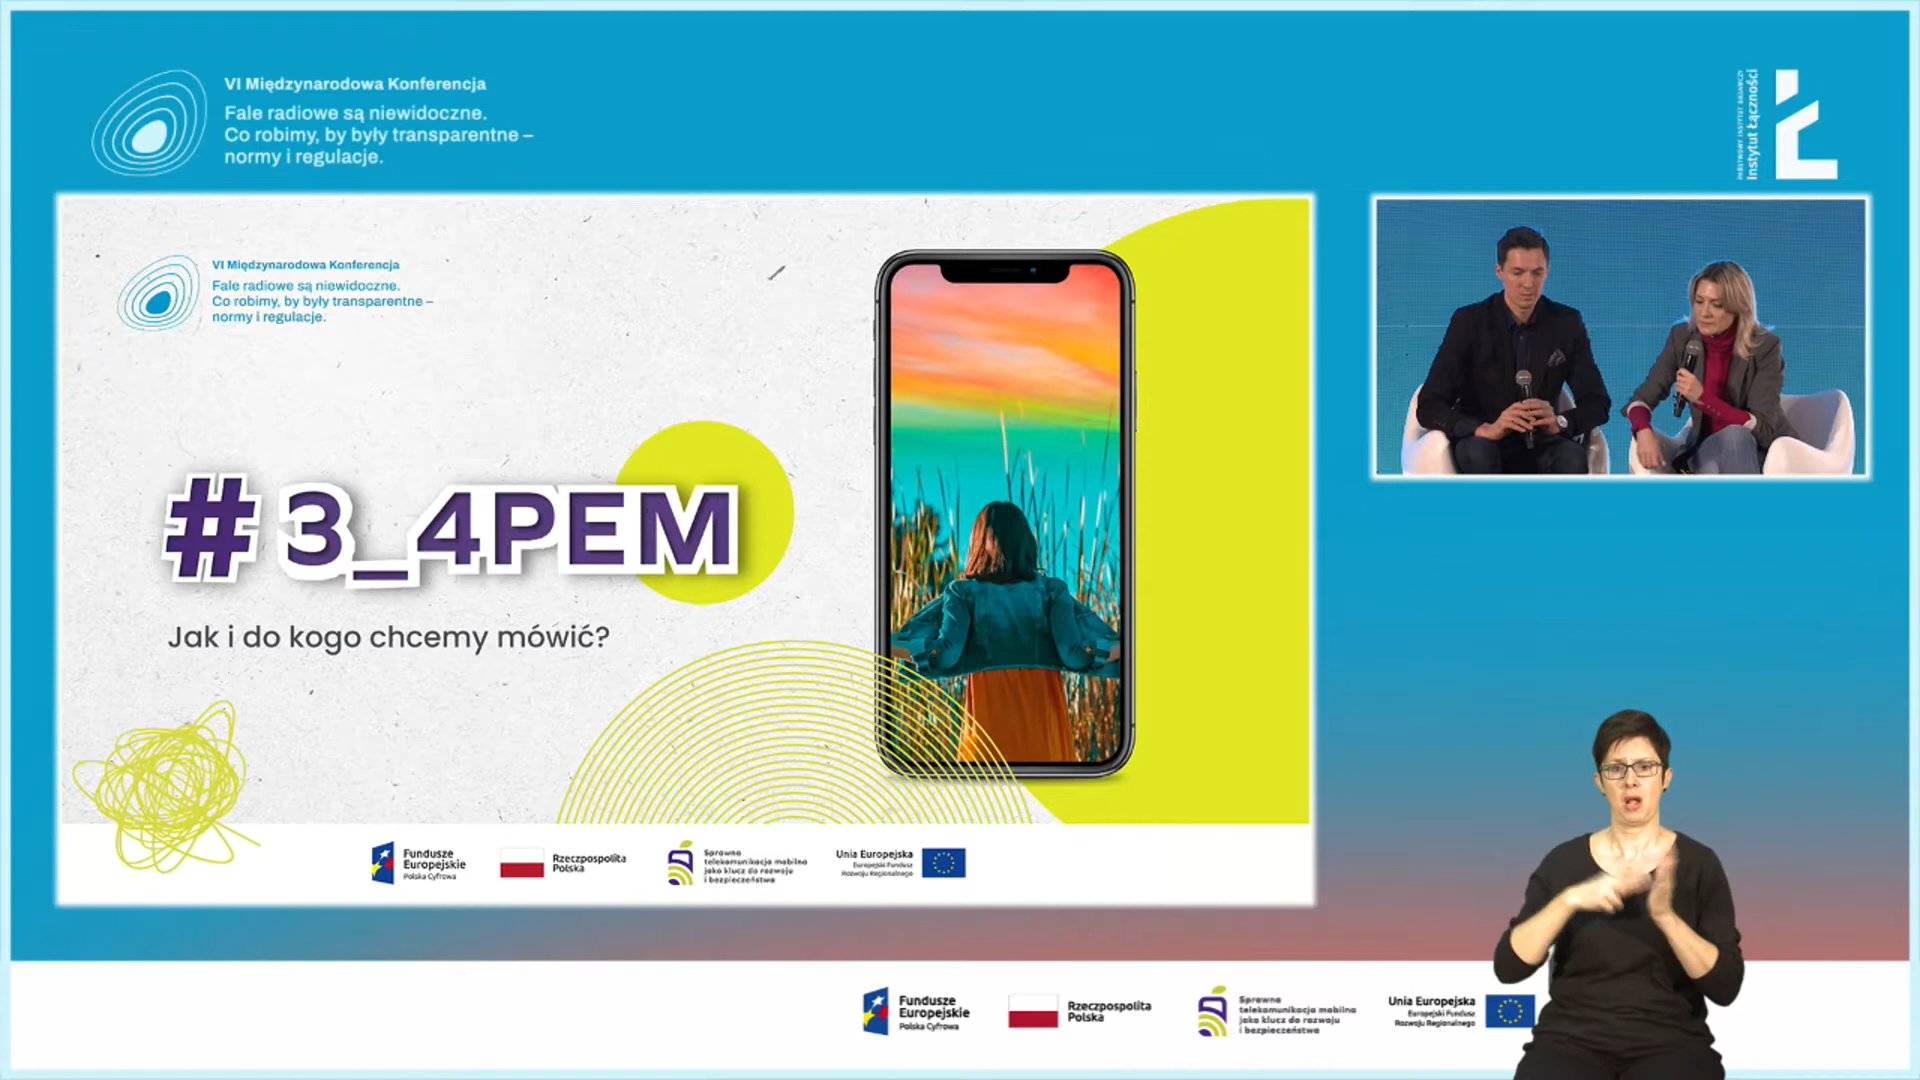 VI Międzynarodowa Konferencja
Fale radiowe są niewidoczne.
Co robimy, by były transparentne –
normy i regulacje.
PAŃSTWOWY INSTYTUT BADAWCZY
Instytut Łączności
VI Międzynarodowa Konferencja
Fale radiowe są niewidoczne.
Co robimy, by były transparentne –
normy i regulacje.
#3_4PEM
Jak i do kogo chcemy mówić?
Fundusze
Europejskie
Polska Cyfrowa
Rzeczpospolita
Polska
Sprawna
telekomunikacja mobilna
jako klucz do rozwoju
i bezpieczeństwa
Unia Europejska
Europejski Fundusz
Rozwoju Regionalnego
Fundusze
Europejskie
Polska Cyfrowa
Rzeczpospolita
Polska
Sprawna
telekomunikacja mobilna
jako klucz do rozwoju
i bezpieczeństwa
Unia Europejska
Europejski Fundusz
Rozwoju Regionalnego